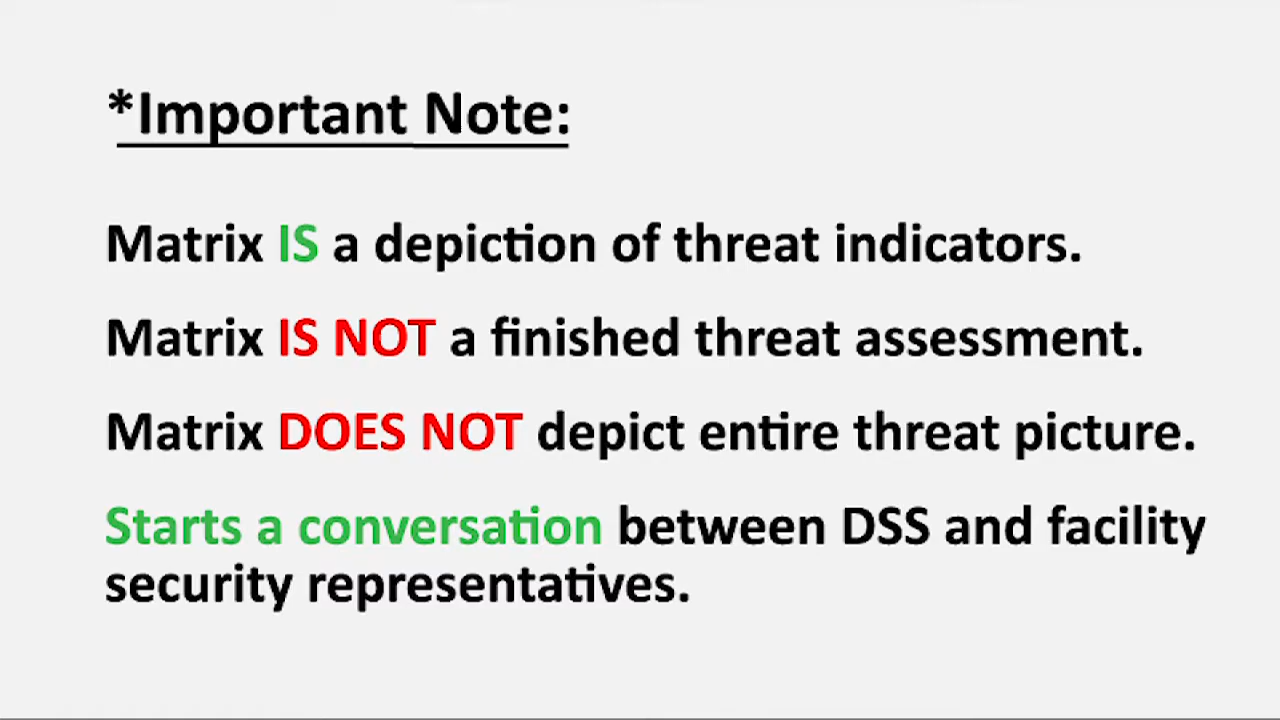 *Important Note:
Matrix IS a depiction of threat indicators.
Matrix IS NOT a finished threat assessment.
Matrix DOES NOT depict entire threat picture.
Starts a conversation between DSS and facility
security representatives.